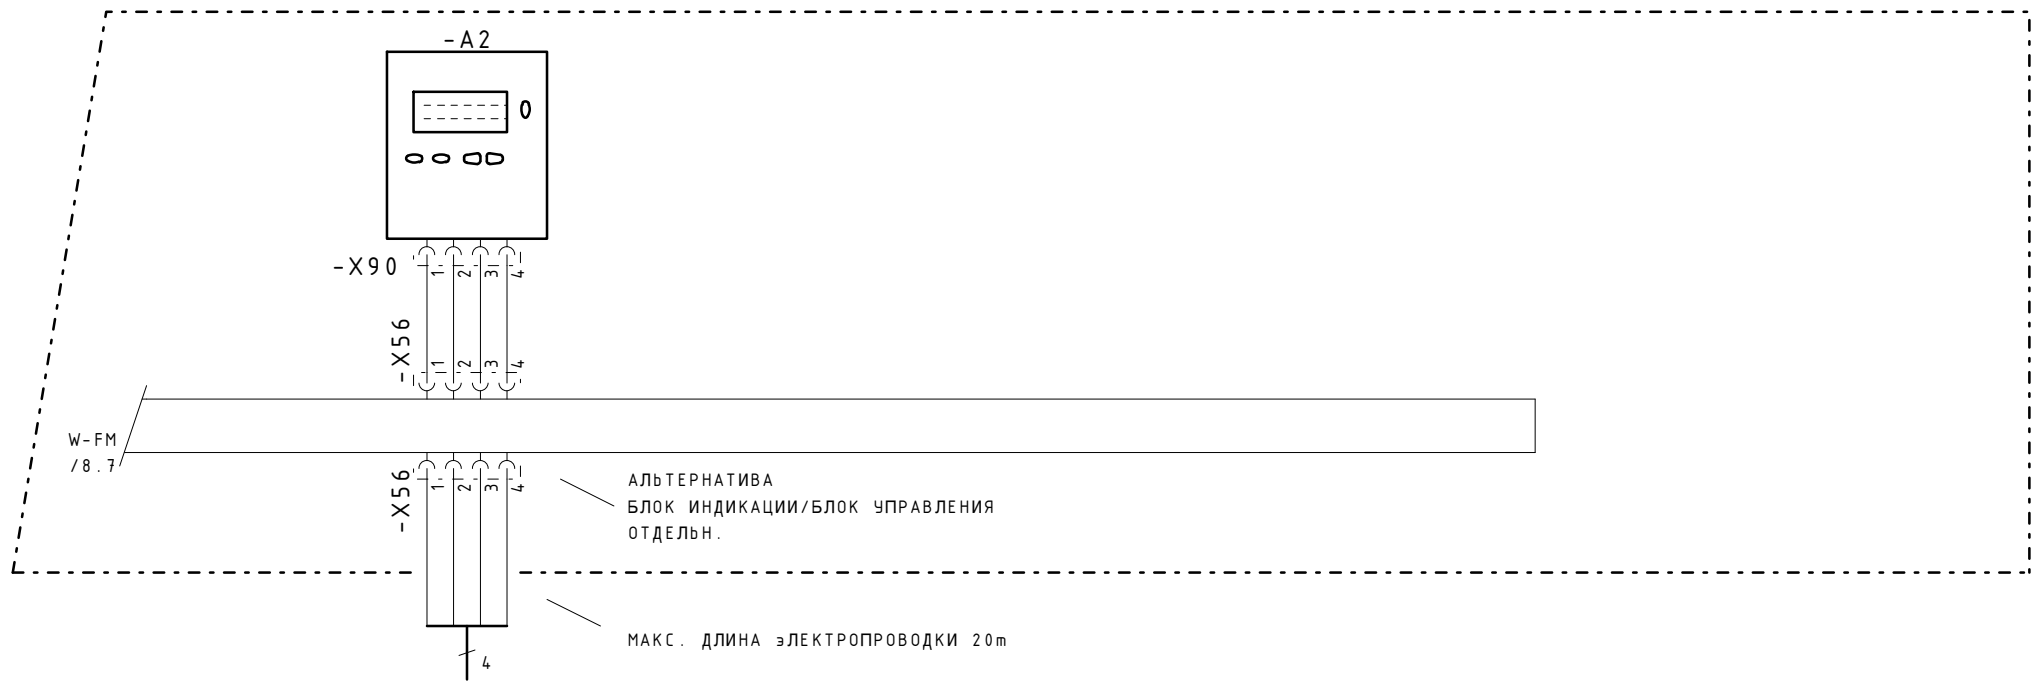 -A2
-X90
1 2 3 4
-X56
1 2 3 4
W-FM
/8.7
-X56
1 2 3 4
АЛЬТЕРНАТИВА
БЛОК ИНДИКАЦИИ/БЛОК УПРАВЛЕНИЯ
ОТДЕЛЬН.
МАКС. ДЛИНА эЛЕКТРОПРОВОДКИ 20m
4